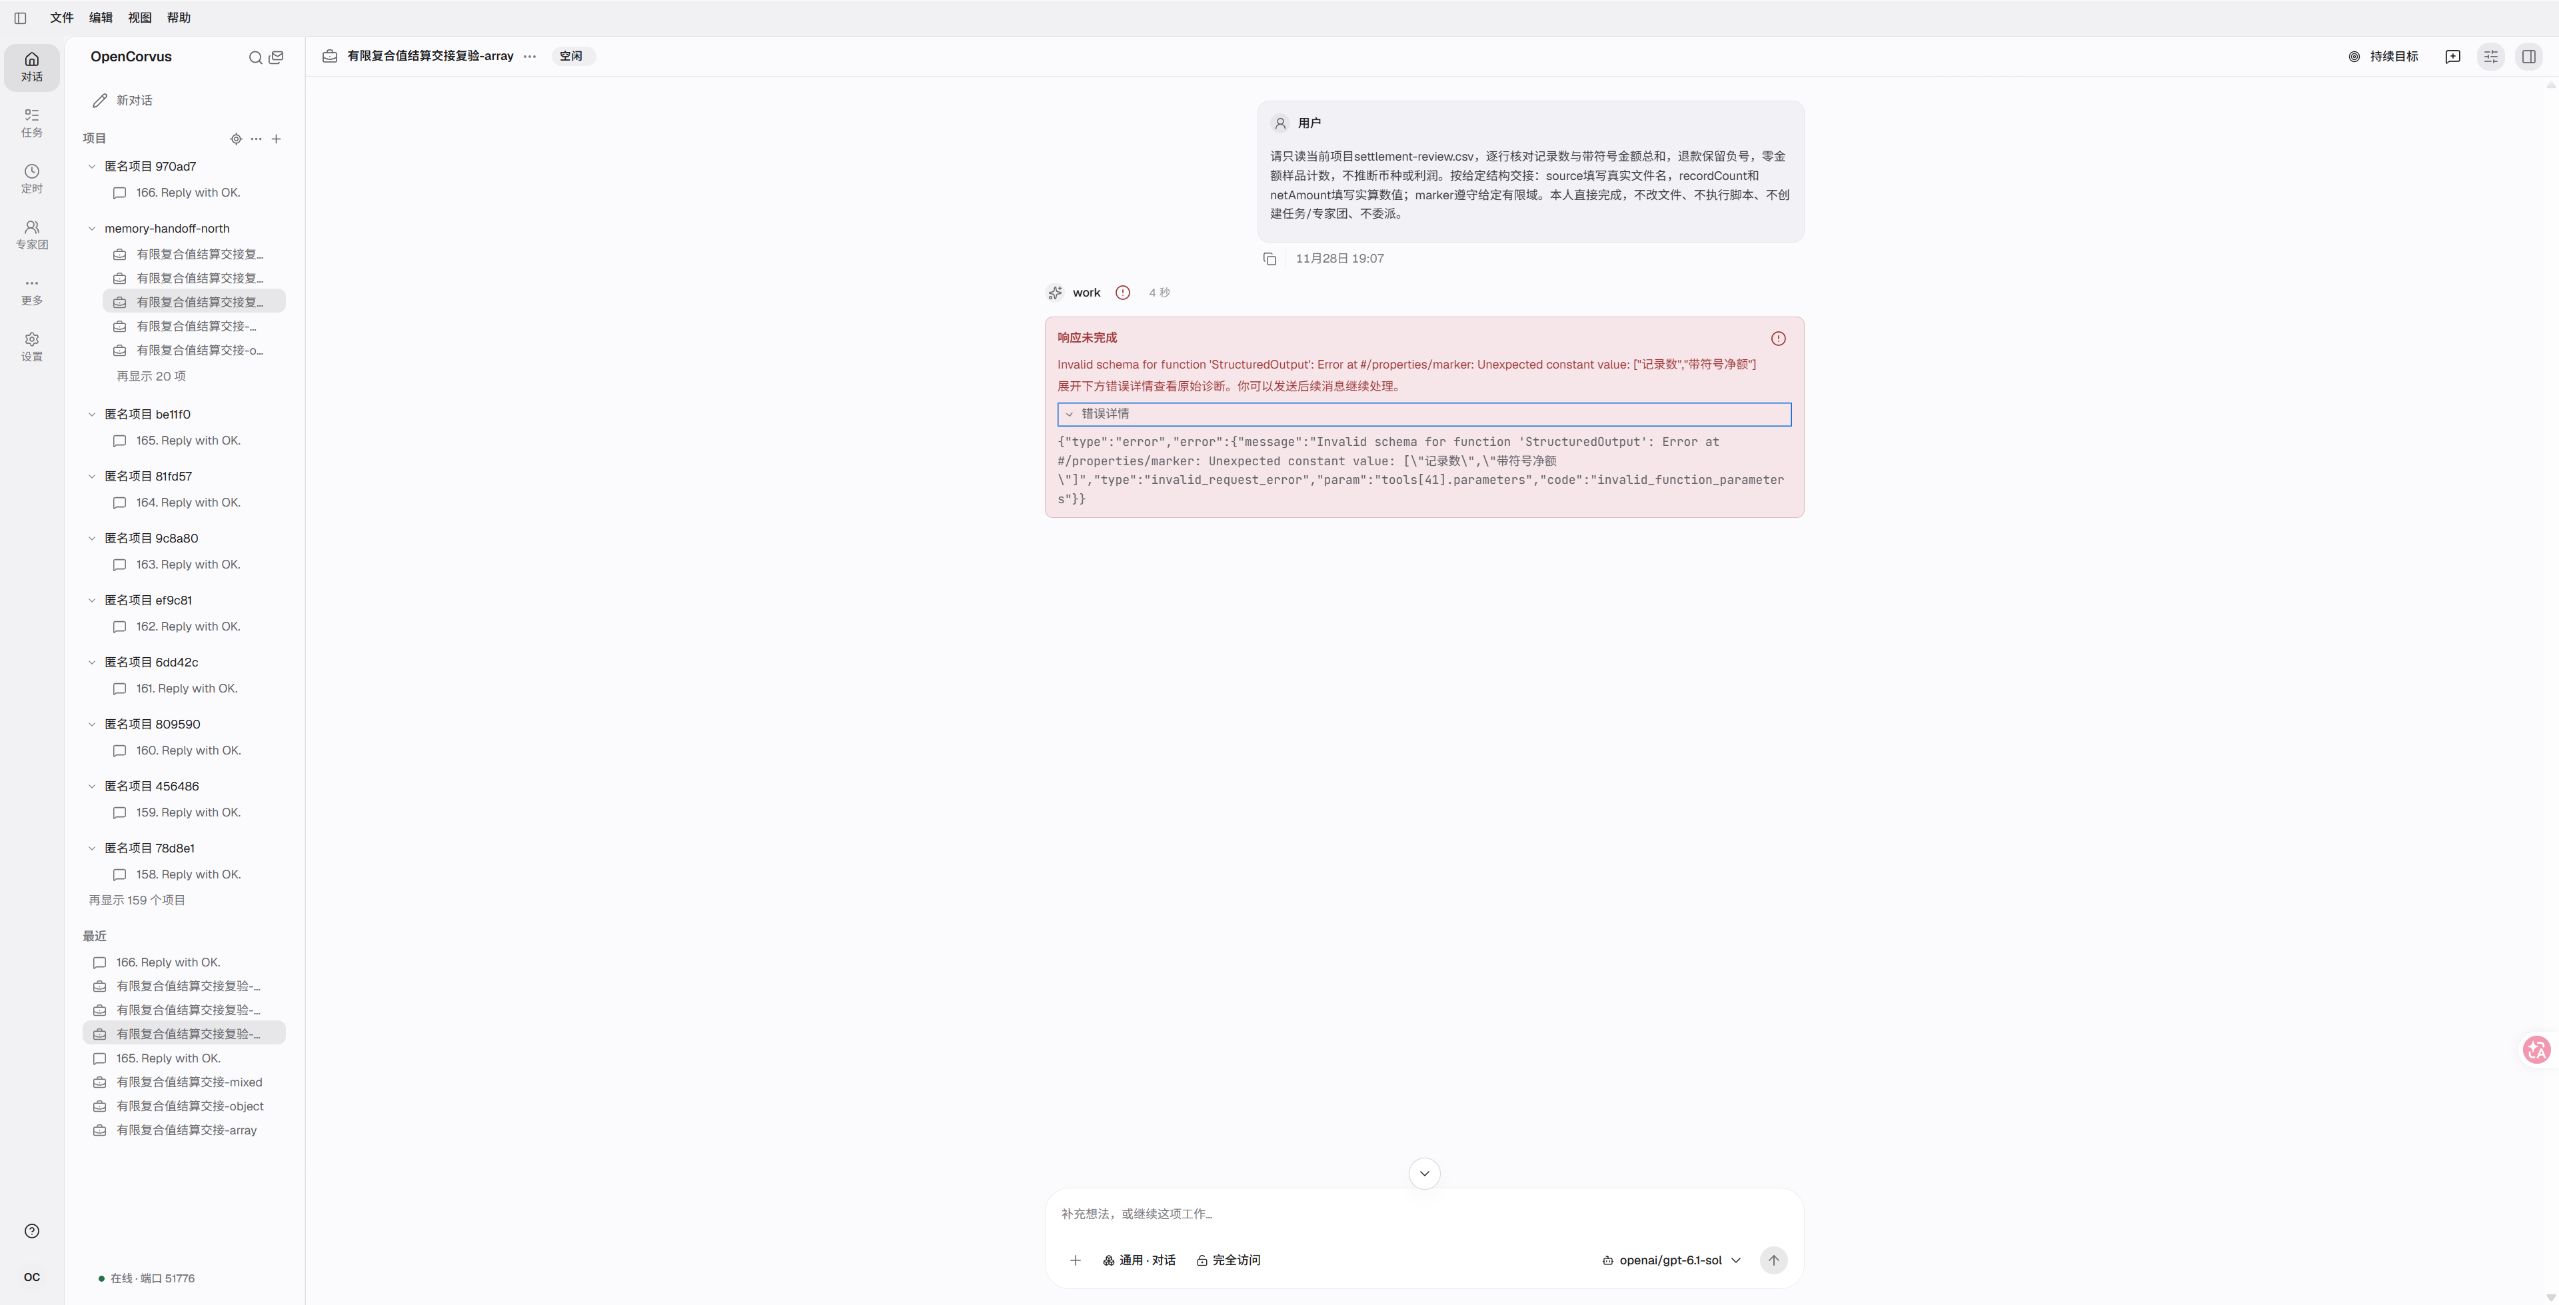 文件 编辑 视图 帮助
对话
任务
定时
专家团
更多
设置
OC
OpenCorvus
新对话
项目
匿名项目 970ad7
166. Reply with OK.
memory-handoff-north
有限复合值结算交接复...
有限复合值结算交接复...
有限复合值结算交接复...
有限复合值结算交接-...
有限复合值结算交接-o...
再显示 20 项
匿名项目 be11f0
165. Reply with OK.
匿名项目 81fd57
164. Reply with OK.
匿名项目 9c8a80
163. Reply with OK.
匿名项目 ef9c81
162. Reply with OK.
匿名项目 6dd42c
161. Reply with OK.
匿名项目 809590
160. Reply with OK.
匿名项目 456486
159. Reply with OK.
匿名项目 78d8e1
158. Reply with OK.
再显示 159 个项目
最近
166. Reply with OK.
有限复合值结算交接复验-...
有限复合值结算交接复验-...
有限复合值结算交接复验-...
165. Reply with OK.
有限复合值结算交接-mixed
有限复合值结算交接-object
有限复合值结算交接-array
在线 · 端口 51776
有限复合值结算交接复验-array ... 空闲
持续目标
用户
请只读当前项目settlement-review.csv，逐行核对记录数与带符号金额总和，退款保留负号，零金
额样品计数，不推断币种或利润。按给定结构交接：source填写真实文件名，recordCount和
netAmount填写实算数值；marker遵守给定有限域。本人直接完成，不改文件、不执行脚本、不创
建任务/专家团、不委派。
11月28日 19:07
work 4 秒
响应未完成
Invalid schema for function 'StructuredOutput': Error at #/properties/marker: Unexpected constant value: ["记录数","带符号净额"]
展开下方错误详情查看原始诊断。你可以发送后续消息继续处理。
错误详情
{"type":"error","error":{"message":"Invalid schema for function 'StructuredOutput': Error at
#/properties/marker: Unexpected constant value: [\"记录数\",\"带符号净额
\"]","type":"invalid_request_error","param":"tools[41].parameters","code":"invalid_function_parameter
s"}}
补充想法，或继续这项工作...
通用 · 对话 完全访问 openai/gpt-6.1-sol